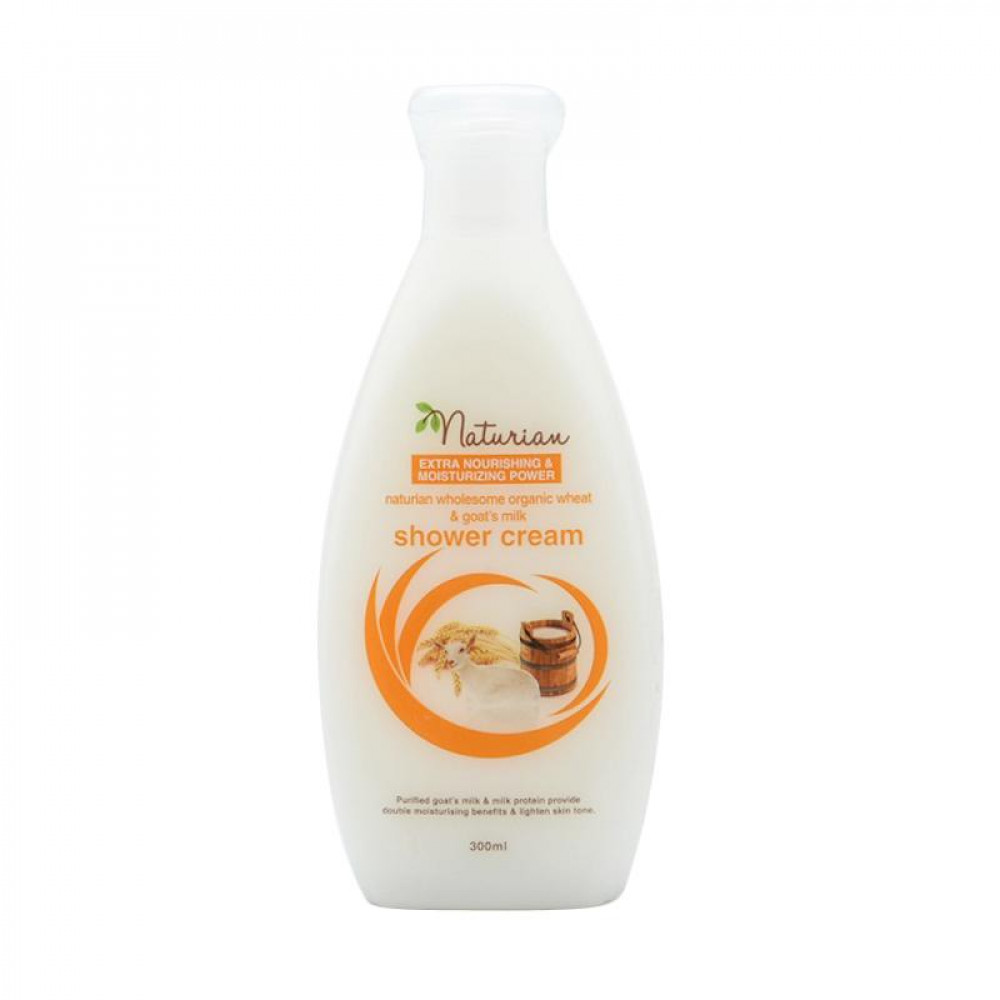 Naturian
EXTRA NOURISHING &
MOISTURIZING POWER
naturian wholesome organic wheat
& goat's milk
shower cream
Purified goat's milk & milk protein provide
double moisturising benefits & lighten skin tone.
300ml